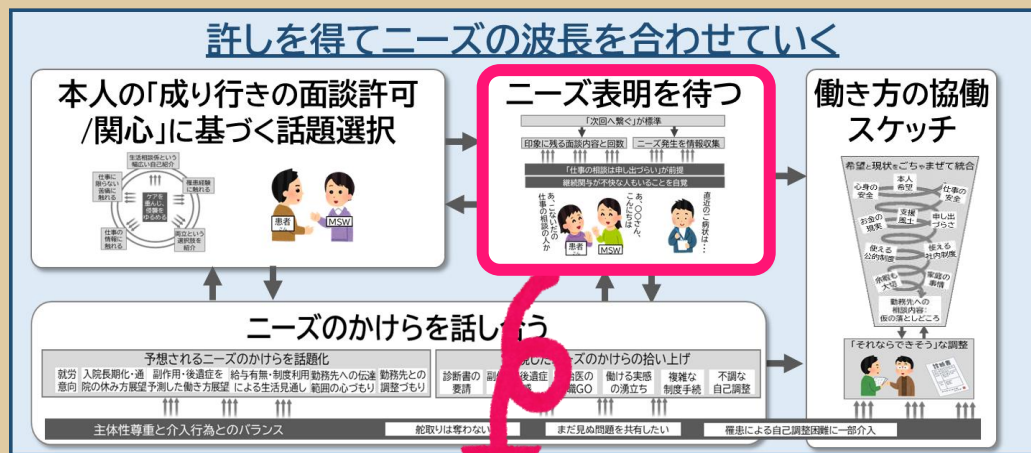 許しを得てニーズの波長を合わせていく
本人の「成り行きの面談許可
/関心」に基づく話題選択
生活相談係という
幅広い自己紹介
仕事に
限らない
苦痛に
触れる
罹患経験
に触れる
ケアを
重んじ、
警戒を
ゆるめる
仕事の
情報に
触れる
両立という
選択肢を
紹介
患者
MSW
ニーズ表明を待つ
「次回へ繋ぐ」が標準
印象に残る面談内容と回数
ニーズ発生を情報収集
「仕事の相談は申し出づらい」が前提
継続関与が不快な人もいることを自覚
あ、こないだの
仕事の相談の人か
あ、〇〇さん、
こんにちは
直近のご病状は…
患者
MSW
働き方の協働
スケッチ
希望と現状をごちゃまぜて統合
本人
希望
心身の
安全
仕事の
安全
支援
風土
お金の
現実
申し出
づらさ
使える
公的制度
使える
社内制度
余暇も
大切
家庭の
事情
勤務先への
相談内容:
仮の落としどころ
「それならできそう」な調整
ニーズのかけらを話し合う
予想されるニーズのかけらを話題化
就労
意向
入院長期化・通
院の休み方展望
副作用・後遺症を
予測した働き方展望
給与有無・制度利用
による生活見通し
勤務先への伝達
範囲の心づもり
勤務先との
調整づもり
ニーズのかけらの拾い上げ
診断書の
要請
後遺症
働ける実感
の湧立ち
複雑な
制度手続
不調な
自己調整
主体性尊重と介入行為とのバランス
舵取りは奪わない
まだ見ぬ問題を共有したい
罹患による自己調整困難に一部介入